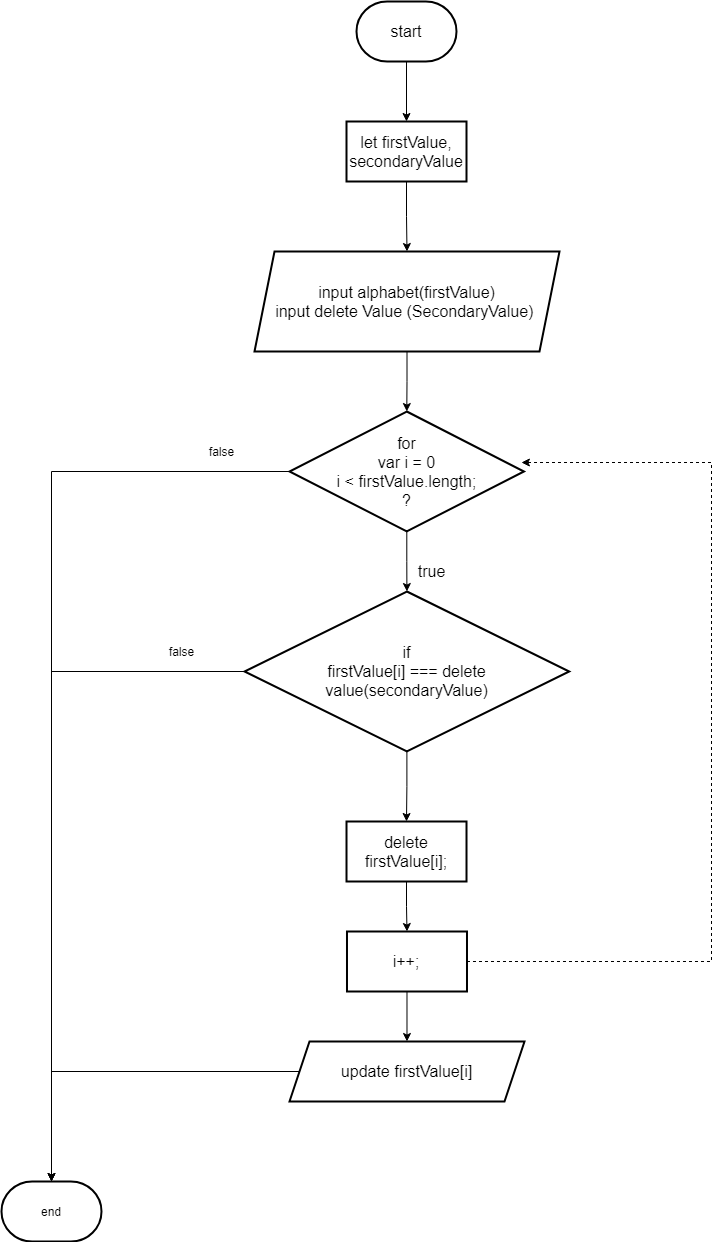 start
let firstValue,
secondaryValue
input alphabet(firstValue)
input delete Value (SecondaryValue)
for
var i = 0
i < firstValue.length;
?
false
true
if
firstValue[i] === delete
value(secondaryValue)
false
delete
firstValue[i];
i++;
update firstValue[i]
end